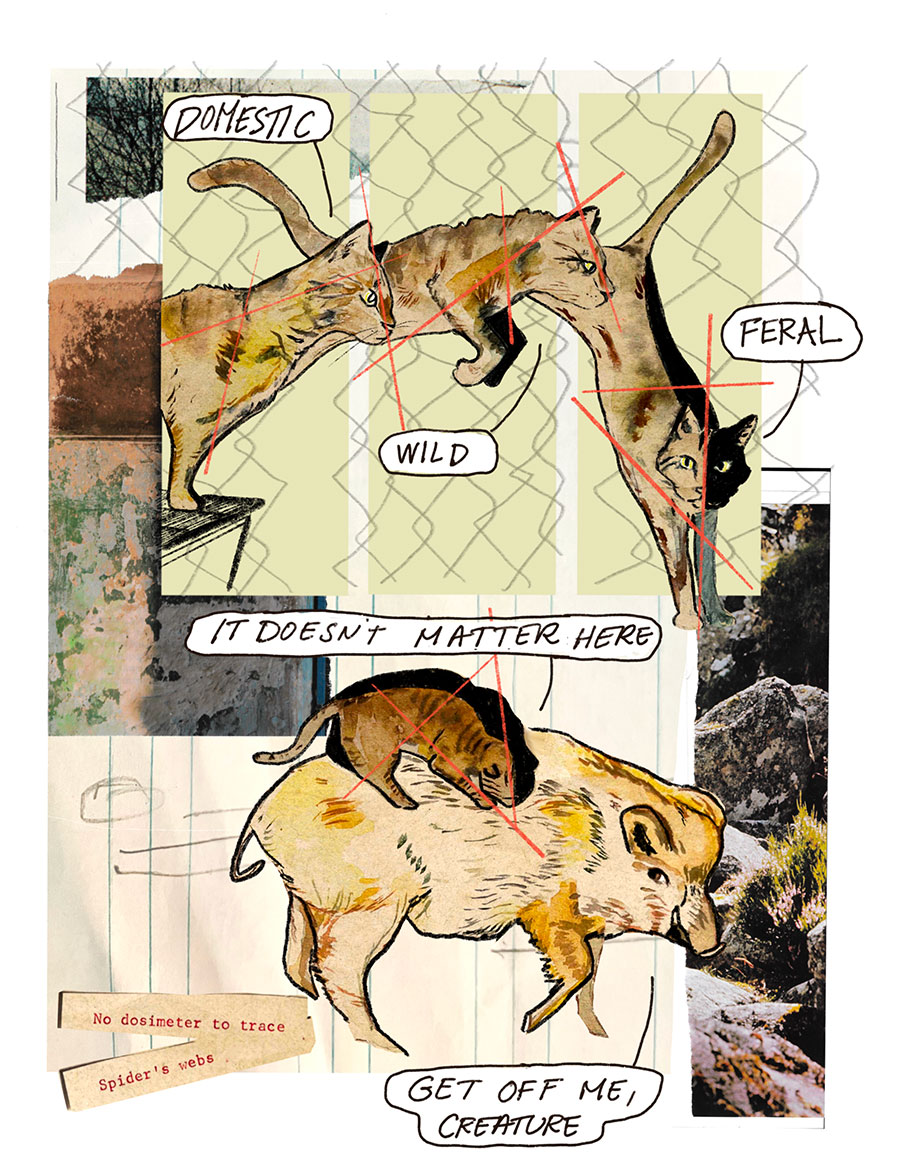 DOMESTIC
FERAL
WILD
IT DOESN'T MATTER HERE
No dosimeter to trace
Spider's webs
GET OFF ME,
CREATURE